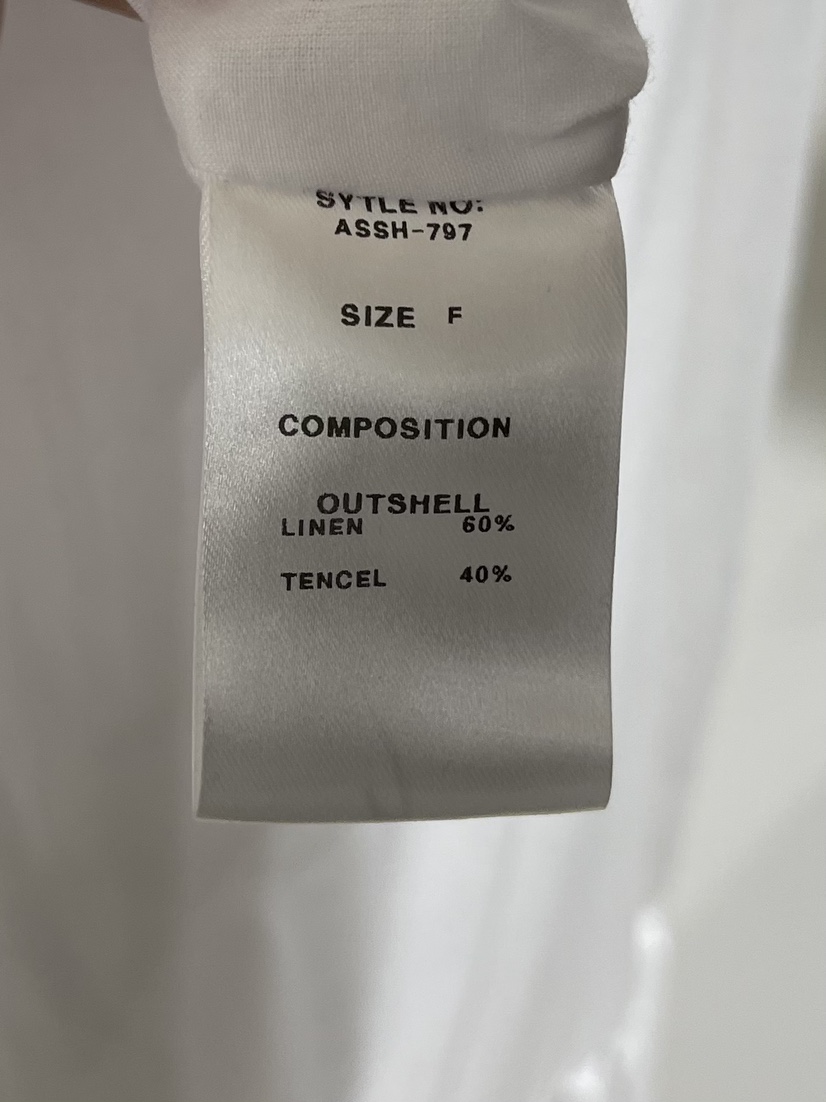 SYTLE NO:
ASSH-797
SIZE F
COMPOSITION
OUTSHELL
LINEN 60%
TENCEL 40%